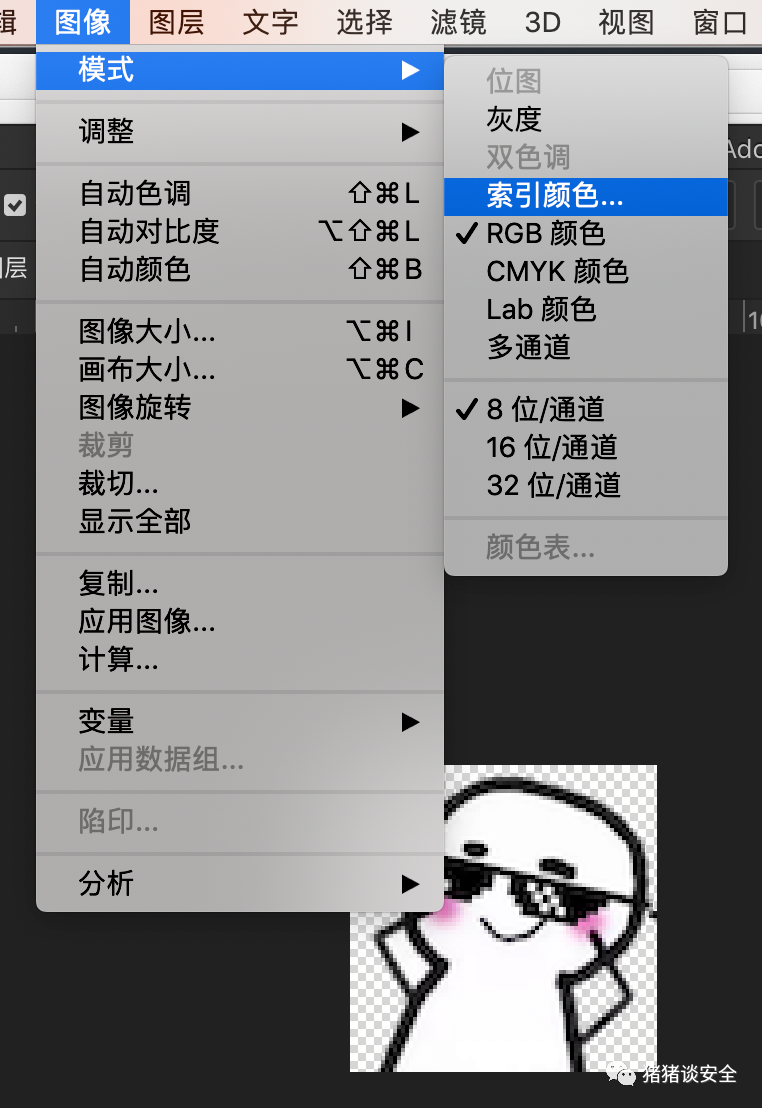 辑 图像 图层 文字 选择 滤镜 3D 视图 窗口
模式 ▶
调整 ▶
自动色调 ⇧⌘L
自动对比度 ⌥⇧⌘L
自动颜色 ⇧⌘B
图像大小... ⌥⌘I
画布大小... ⌥⌘C
图像旋转 ▶
裁剪
裁切...
显示全部
复制...
应用图像...
计算...
变量 ▶
应用数据组...
陷印...
分析 ▶
位图
灰度
双色调
索引颜色...
✓ RGB 颜色
CMYK 颜色
Lab 颜色
多通道
✓ 8 位/通道
16 位/通道
32 位/通道
颜色表...
层
猪猪谈安全